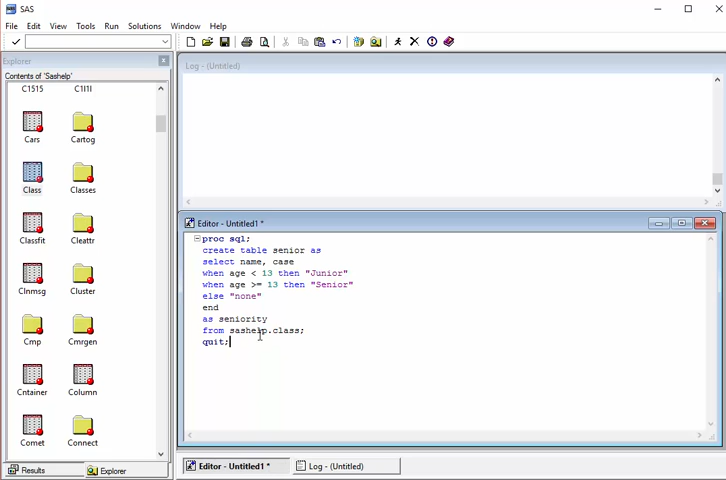 SAS
File Edit View Tools Run Solutions Window Help
Explorer
Contents of 'Sashelp'
C1515 C1I1I
Cars Cartog
Class Classes
Classfit Cleattr
Clnmsg Cluster
Cmp Cmrgen
Cntainer Column
Comet Connect
Results Explorer
Log - (Untitled)
Editor - Untitled1 *
proc sql;
create table senior as
select name, case
when age < 13 then "Junior"
when age >= 13 then "Senior"
else "none"
end
as seniority
from sashelp.class;
quit;
Editor - Untitled1 * Log - (Untitled)